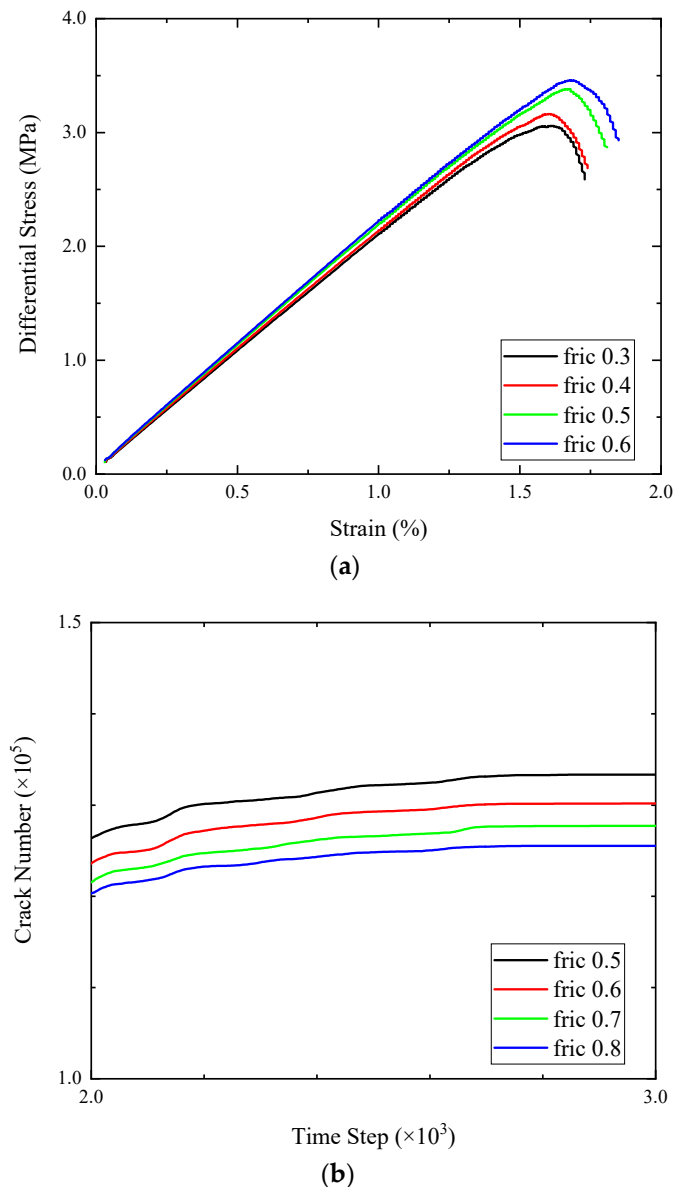 4.0
3.0
2.0
1.0
0.0
Differential Stress (MPa)
fric 0.3
fric 0.4
fric 0.5
fric 0.6
0.0 0.5 1.0 1.5 2.0
Strain (%)
(a)
1.5
1.0
Crack Number (×10⁵)
fric 0.5
fric 0.6
fric 0.7
fric 0.8
2.0 3.0
Time Step (×10³)
(b)